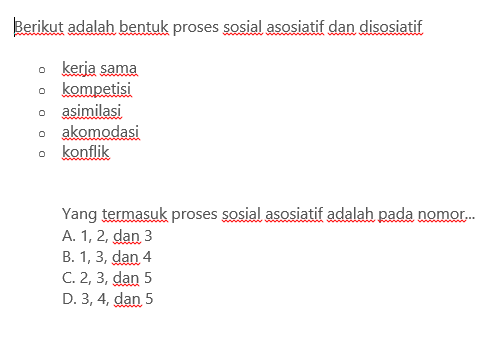 Berikut adalah bentuk proses sosial asosiatif dan disosiatif
o kerja sama
o kompetisi
o asimilasi
o akomodasi
o konflik
Yang termasuk proses sosial asosiatif adalah pada nomor...
A. 1, 2, dan 3
B. 1, 3, dan 4
C. 2, 3, dan 5
D. 3, 4, dan 5